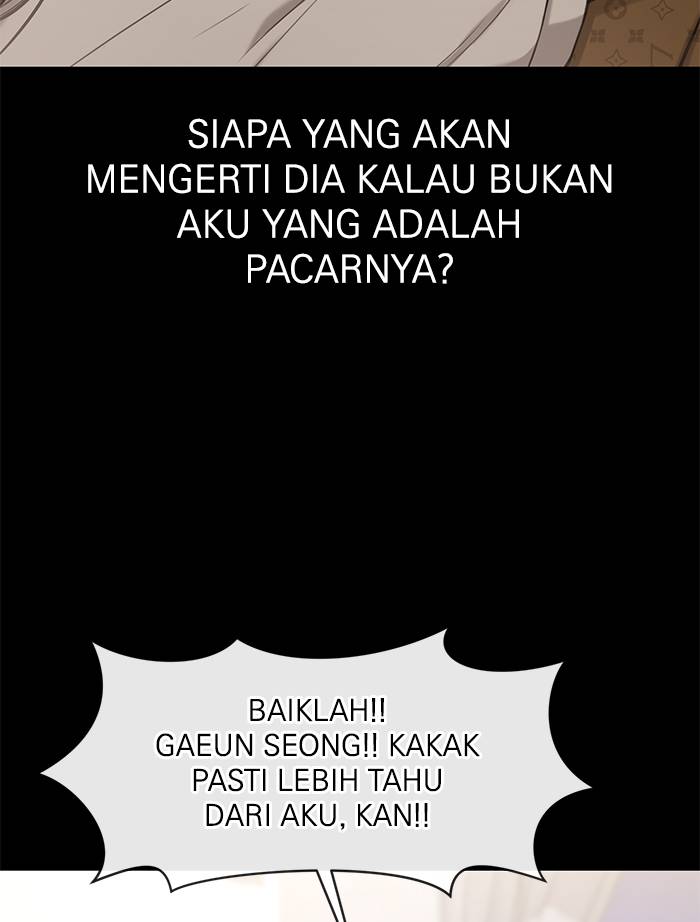 SIAPA YANG AKAN
MENGERTI DIA KALAU BUKAN
AKU YANG ADALAH
PACARNYA?
BAIKLAH!!
GAEUN SEONG!! KAKAK
PASTI LEBIH TAHU
DARI AKU, KAN!!